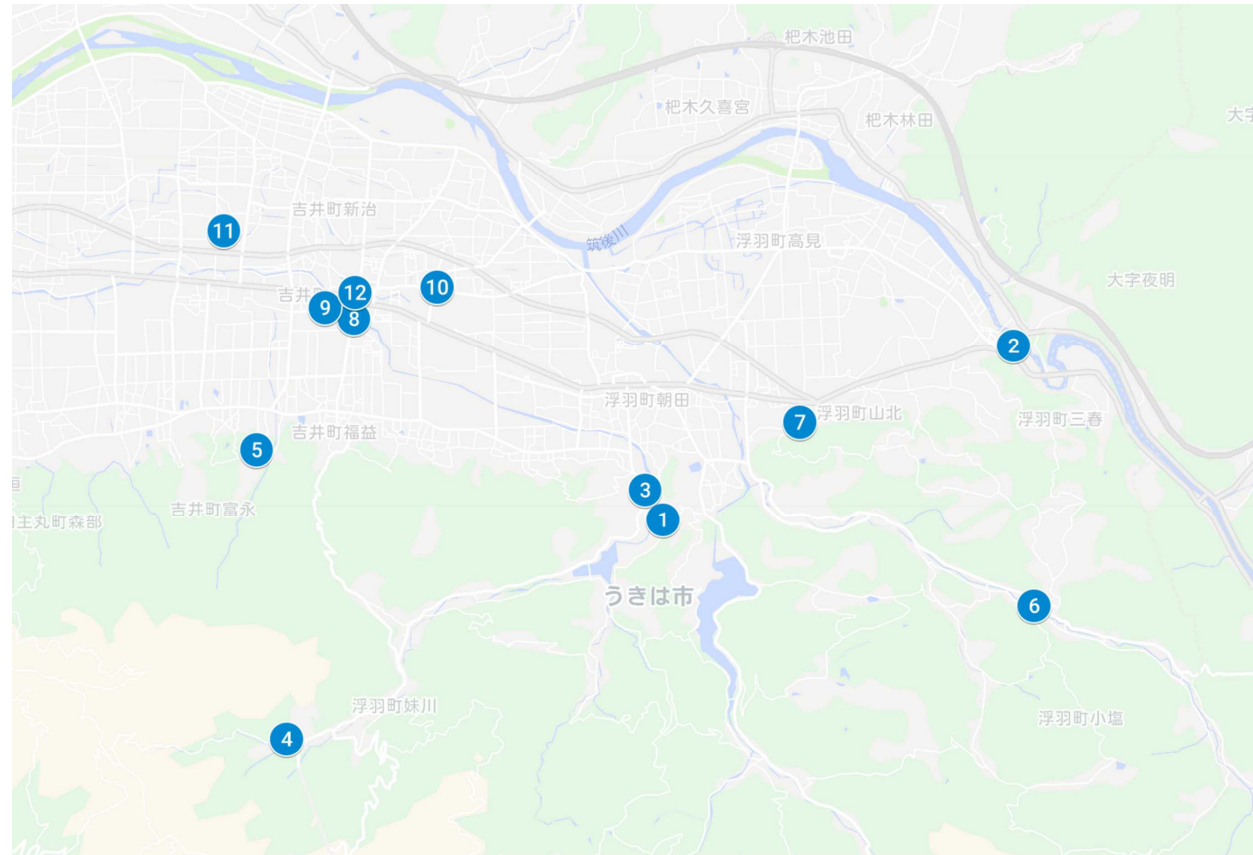 杷木池田
杷木久喜宮
杷木林田
大字
吉井町新治
11
筑後川
浮羽町高見
大字夜明
吉井
12
10
9
8
2
浮羽町朝田
7
浮羽町山北
浮羽町三春
吉井町福益
5
3
吉井町富永
主丸町森部
1
うきは市
6
浮羽町妹川
浮羽町小塩
4